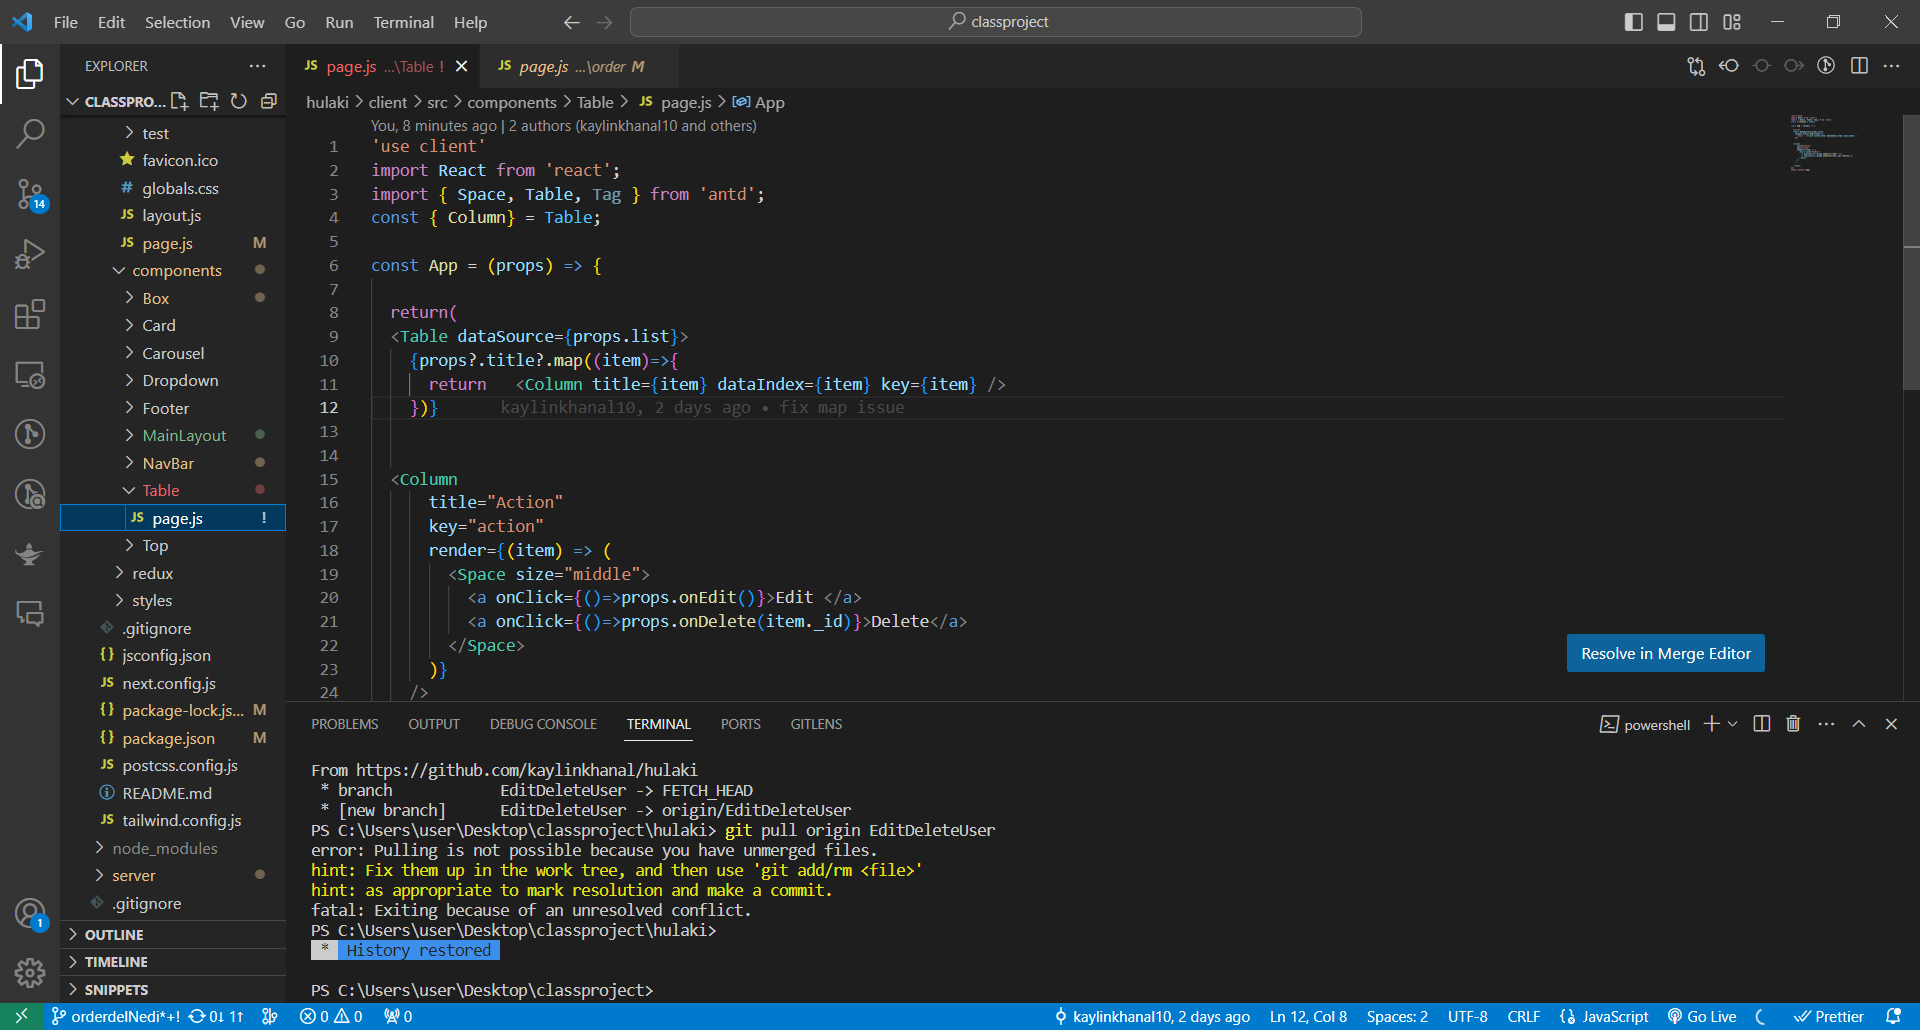 File Edit Selection View Go Run Terminal Help
classproject
EXPLORER
CLASSPRO...
test
favicon.ico
globals.css
layout.js
page.js M
components
Box
Card
Carousel
Dropdown
Footer
MainLayout
NavBar
Table
page.js !
Top
redux
styles
.gitignore
jsconfig.json
next.config.js
package-lock.js... M
package.json M
postcss.config.js
README.md
tailwind.config.js
node_modules
server
.gitignore
OUTLINE
TIMELINE
SNIPPETS
14
1
JS page.js ...\Table !
JS page.js ...\order M
hulaki > client > src > components > Table > JS page.js > App
You, 8 minutes ago | 2 authors (kaylinkhanal10 and others)
1 'use client'
2 import React from 'react';
3 import { Space, Table, Tag } from 'antd';
4 const { Column} = Table;
5
6 const App = (props) => {
7
8 return(
9 <Table dataSource={props.list}>
10 {props?.title?.map((item)=>{
11 return <Column title={item} dataIndex={item} key={item} />
12 })} kaylinkhanal10, 2 days ago • fix map issue
13
14
15 <Column
16 title="Action"
17 key="action"
18 render={(item) => (
19 <Space size="middle">
20 <a onClick={()=>props.onEdit()}>Edit </a>
21 <a onClick={()=>props.onDelete(item._id)}>Delete</a>
22 </Space>
23 )}
24 />
Resolve in Merge Editor
PROBLEMS OUTPUT DEBUG CONSOLE TERMINAL PORTS GITLENS
powershell
From https://github.com/kaylinkhanal/hulaki
* branch EditDeleteUser -> FETCH_HEAD
* [new branch] EditDeleteUser -> origin/EditDeleteUser
PS C:\Users\user\Desktop\classproject\hulaki> git pull origin EditDeleteUser
error: Pulling is not possible because you have unmerged files.
hint: Fix them up in the work tree, and then use 'git add/rm <file>'
hint: as appropriate to mark resolution and make a commit.
fatal: Exiting because of an unresolved conflict.
PS C:\Users\user\Desktop\classproject\hulaki>
* History restored
PS C:\Users\user\Desktop\classproject>
orderdelNedi*+! 0↓ 1↑ 0 0 0 kaylinkhanal10, 2 days ago Ln 12, Col 8 Spaces: 2 UTF-8 CRLF JavaScript Go Live Prettier